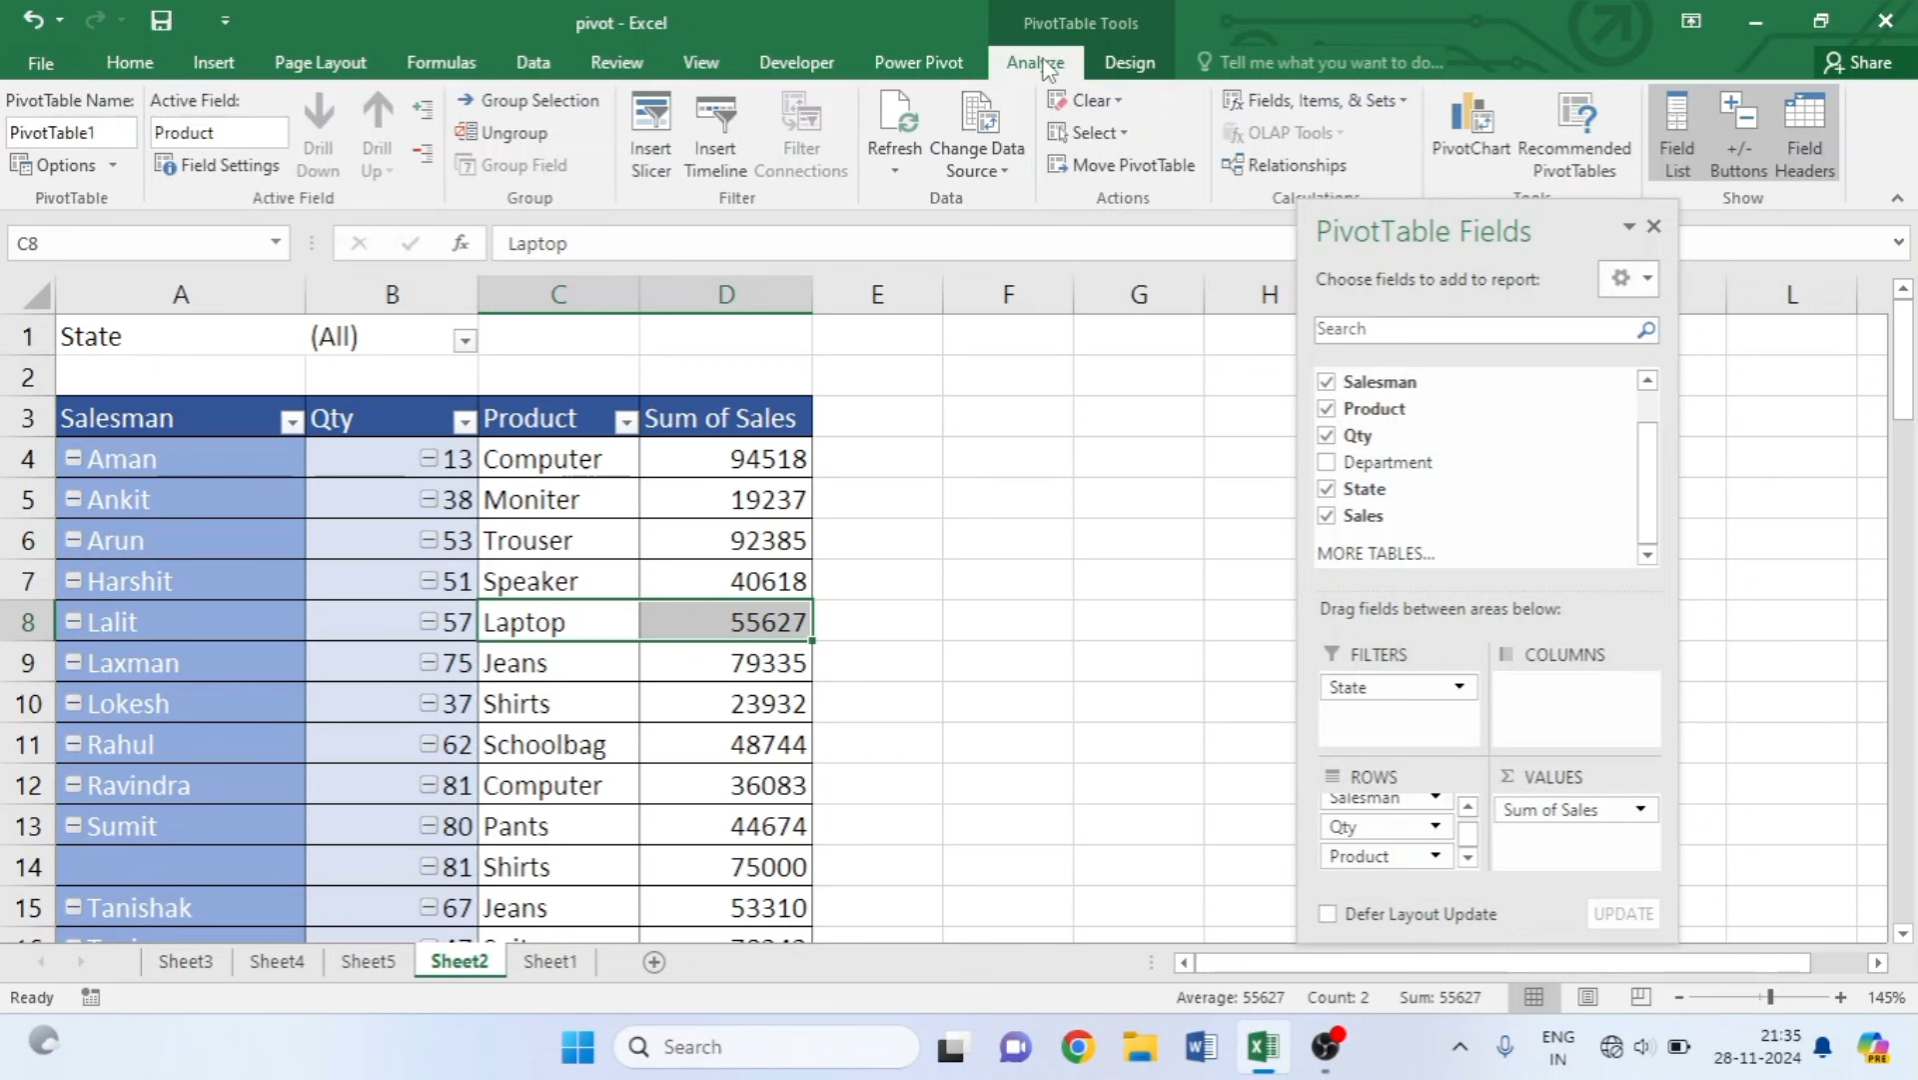 pivot - Excel
PivotTable Tools
File Home Insert Page Layout Formulas Data Review View Developer Power Pivot Analyze Design Tell me what you want to do... Share
PivotTable Name:
PivotTable1
Options
PivotTable
Active Field:
Product
Field Settings
Drill Down
Drill Up
Active Field
Group Selection
Ungroup
Group Field
Group
Insert Slicer
Insert Timeline
Filter Connections
Filter
Refresh
Change Data Source
Data
Clear
Select
Move PivotTable
Actions
Fields, Items, & Sets
OLAP Tools
Relationships
PivotChart
Recommended PivotTables
Field List
+/- Buttons
Field Headers
Show
C8
fx
Laptop
A B C D E F G H L
1 State (All)
2
3 Salesman Qty Product Sum of Sales
4 Aman 13 Computer 94518
5 Ankit 38 Moniter 19237
6 Arun 53 Trouser 92385
7 Harshit 51 Speaker 40618
8 Lalit 57 Laptop 55627
9 Laxman 75 Jeans 79335
10 Lokesh 37 Shirts 23932
11 Rahul 62 Schoolbag 48744
12 Ravindra 81 Computer 36083
13 Sumit 80 Pants 44674
14 81 Shirts 75000
15 Tanishak 67 Jeans 53310
PivotTable Fields
Choose fields to add to report:
Search
Salesman
Product
Qty
Department
State
Sales
MORE TABLES...
Drag fields between areas below:
FILTERS
State
COLUMNS
ROWS
Salesman
Qty
Product
Σ VALUES
Sum of Sales
Defer Layout Update
UPDATE
Sheet3 Sheet4 Sheet5 Sheet2 Sheet1
Ready
Average: 55627 Count: 2 Sum: 55627
145%
Search
ENG
IN
21:35
28-11-2024
PRE